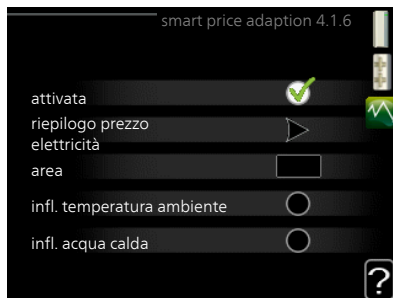 smart price adaption 4.1.6
attivata
riepilogo prezzo
elettricità
area
infl. temperatura ambiente
infl. acqua calda
?